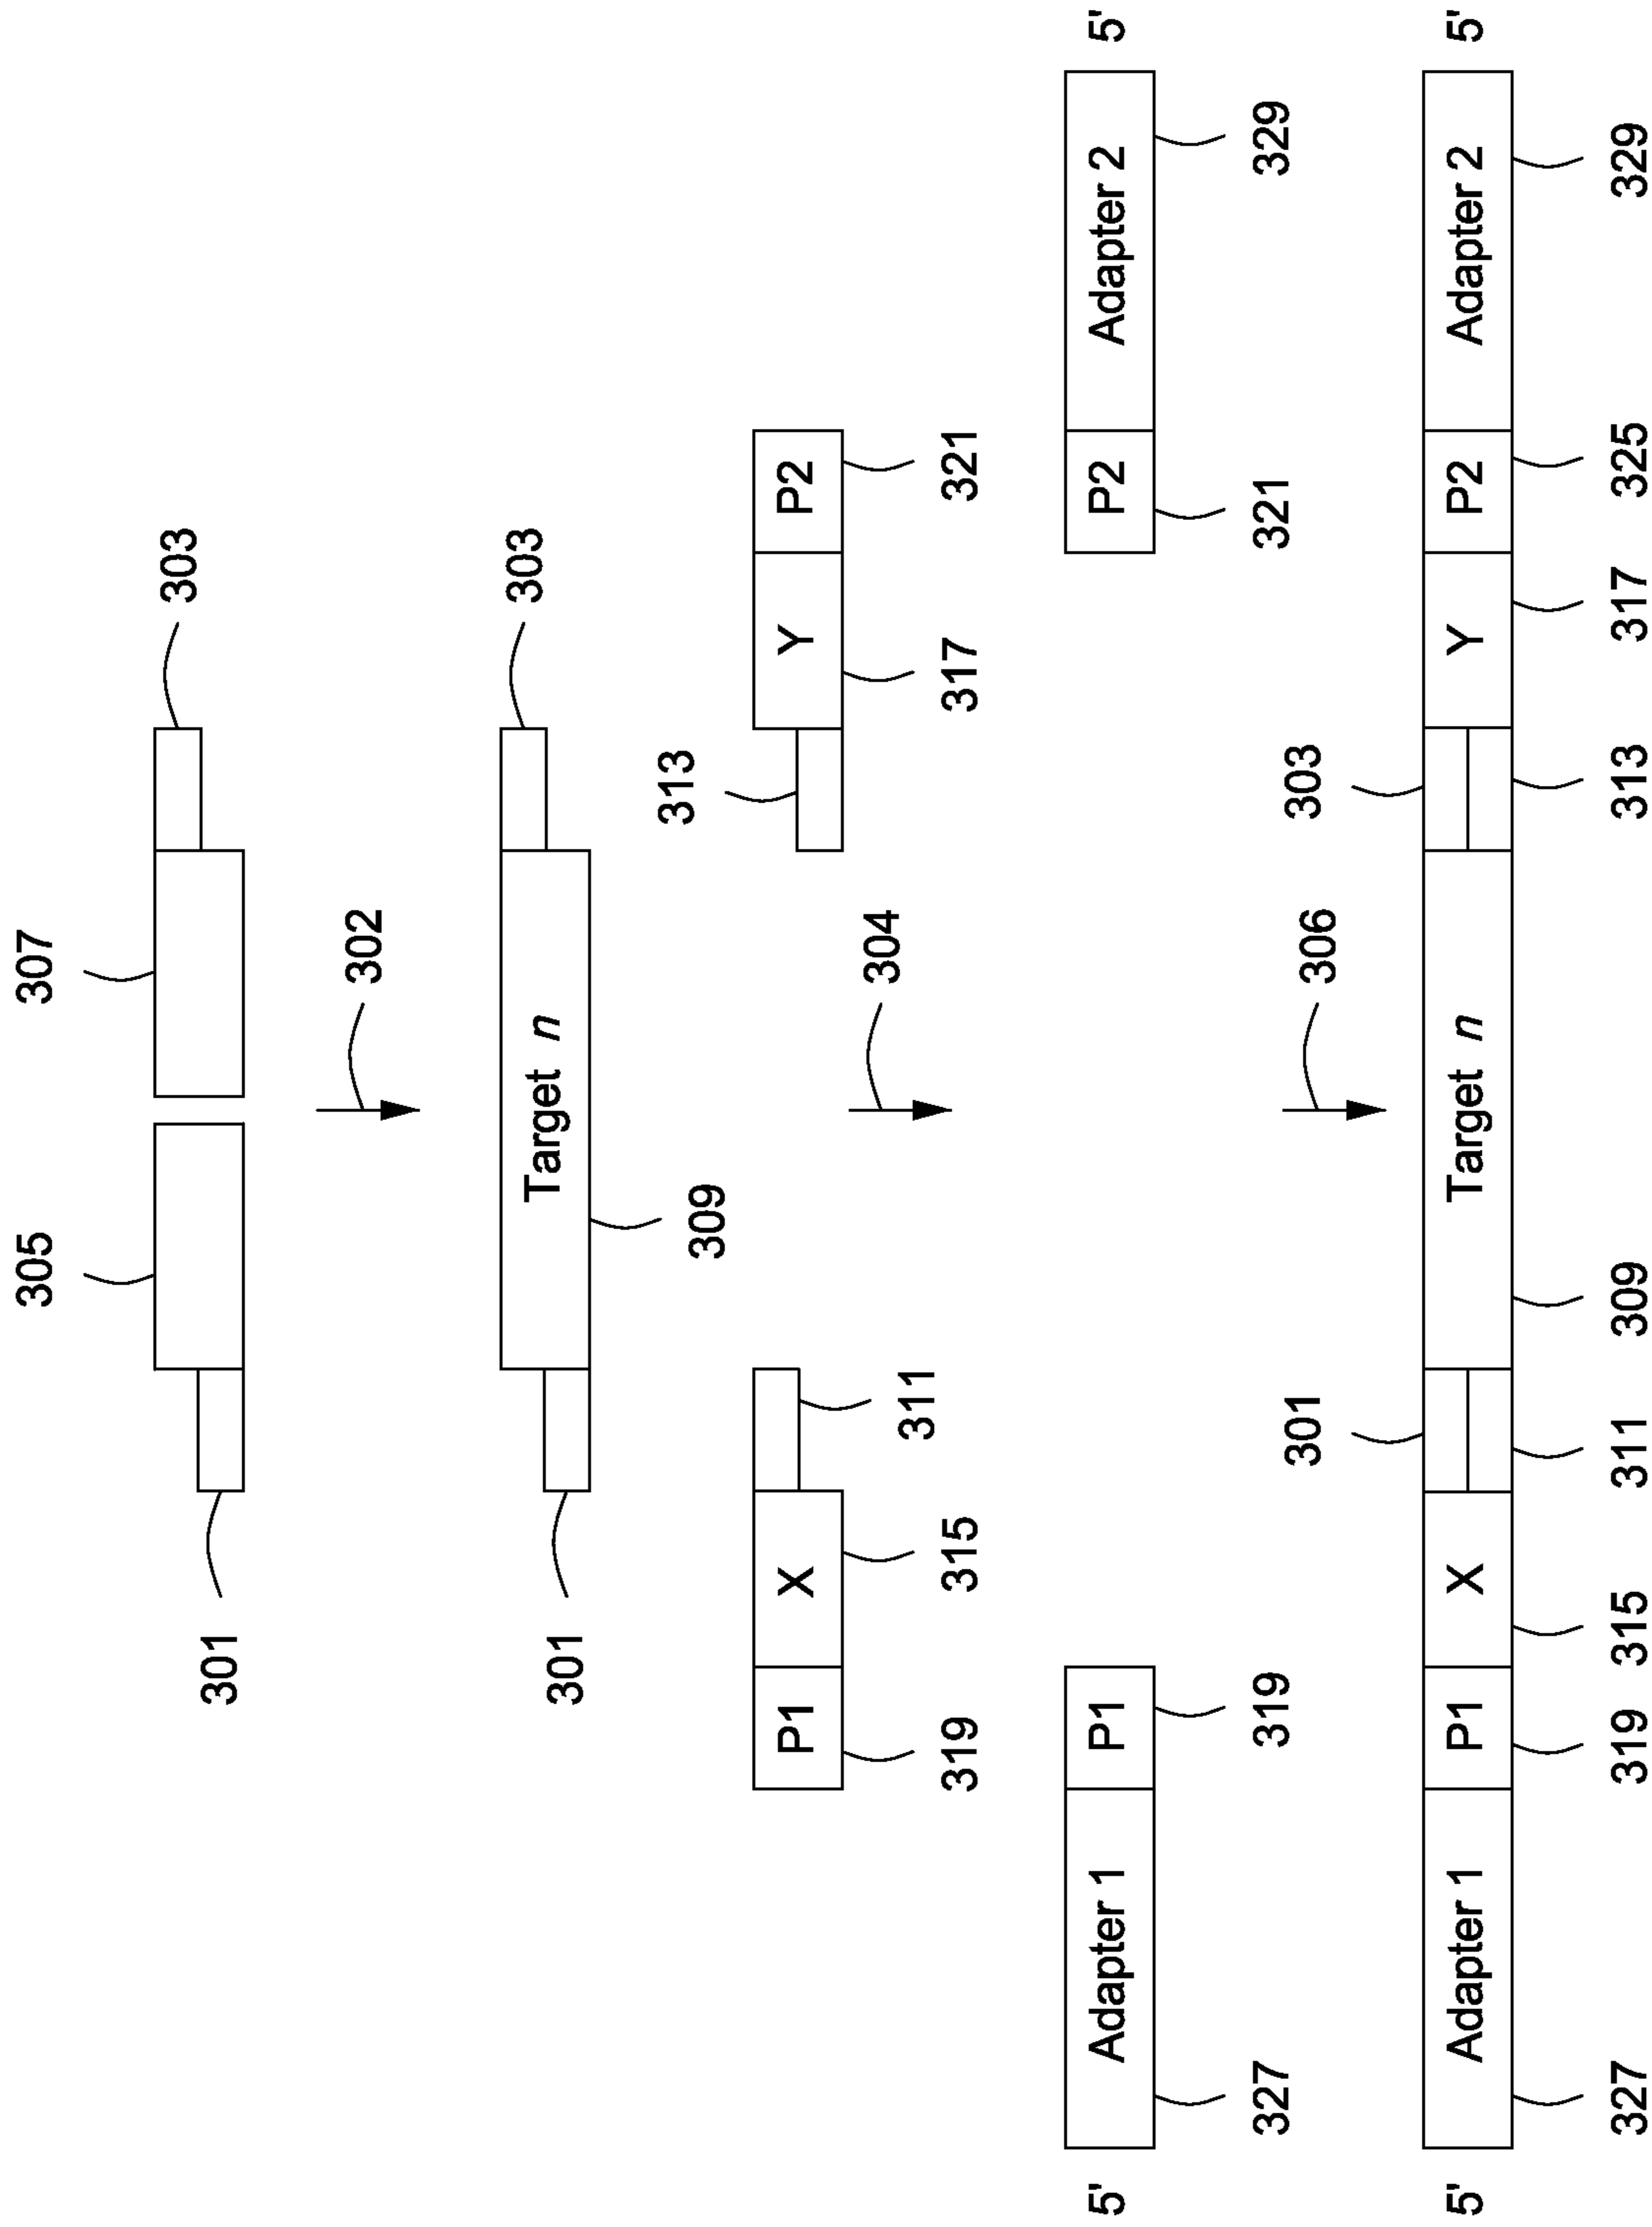 305 307
301 303
302
301 Target n 303
309
313
P1 X Y P2
319 315 311 317 321
304
5' Adapter 1 P1 P2 Adapter 2 5'
327 319 321 329
306
301 303
5' Adapter 1 P1 X Target n Y P2 Adapter 2 5'
327 319 315 311 309 313 317 325 329